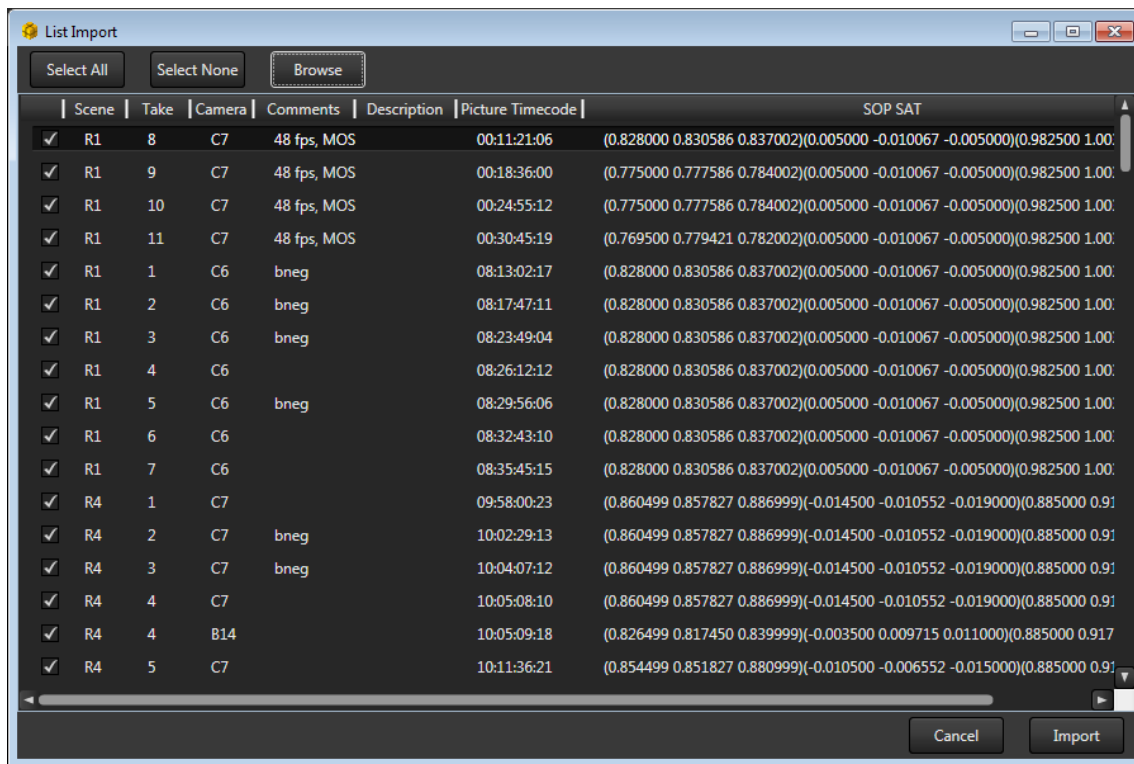 List Import
Select All Select None Browse
Scene Take Camera Comments Description Picture Timecode SOP SAT
R1 8 C7 48 fps, MOS 00:11:21:06 (0.828000 0.830586 0.837002)(0.005000 -0.010067 -0.005000)(0.982500 1.00
R1 9 C7 48 fps, MOS 00:18:36:00 (0.775000 0.777586 0.784002)(0.005000 -0.010067 -0.005000)(0.982500 1.00
R1 10 C7 48 fps, MOS 00:24:55:12 (0.775000 0.777586 0.784002)(0.005000 -0.010067 -0.005000)(0.982500 1.00
R1 11 C7 48 fps, MOS 00:30:45:19 (0.769500 0.779421 0.782002)(0.005000 -0.010067 -0.005000)(0.982500 1.00
R1 1 C6 bneg 08:13:02:17 (0.828000 0.830586 0.837002)(0.005000 -0.010067 -0.005000)(0.982500 1.00
R1 2 C6 bneg 08:17:47:11 (0.828000 0.830586 0.837002)(0.005000 -0.010067 -0.005000)(0.982500 1.00
R1 3 C6 bneg 08:23:49:04 (0.828000 0.830586 0.837002)(0.005000 -0.010067 -0.005000)(0.982500 1.00
R1 4 C6 08:26:12:12 (0.828000 0.830586 0.837002)(0.005000 -0.010067 -0.005000)(0.982500 1.00
R1 5 C6 bneg 08:29:56:06 (0.828000 0.830586 0.837002)(0.005000 -0.010067 -0.005000)(0.982500 1.00
R1 6 C6 08:32:43:10 (0.828000 0.830586 0.837002)(0.005000 -0.010067 -0.005000)(0.982500 1.00
R1 7 C6 08:35:45:15 (0.828000 0.830586 0.837002)(0.005000 -0.010067 -0.005000)(0.982500 1.00
R4 1 C7 09:58:00:23 (0.860499 0.857827 0.886999)(-0.014500 -0.010552 -0.019000)(0.885000 0.91
R4 2 C7 bneg 10:02:29:13 (0.860499 0.857827 0.886999)(-0.014500 -0.010552 -0.019000)(0.885000 0.91
R4 3 C7 bneg 10:04:07:12 (0.860499 0.857827 0.886999)(-0.014500 -0.010552 -0.019000)(0.885000 0.91
R4 4 C7 10:05:08:10 (0.860499 0.857827 0.886999)(-0.014500 -0.010552 -0.019000)(0.885000 0.91
R4 4 B14 10:05:09:18 (0.826499 0.817450 0.839999)(-0.003500 0.009715 0.011000)(0.885000 0.917
R4 5 C7 10:11:36:21 (0.854499 0.851827 0.880999)(-0.010500 -0.006552 -0.015000)(0.885000 0.91
Cancel Import